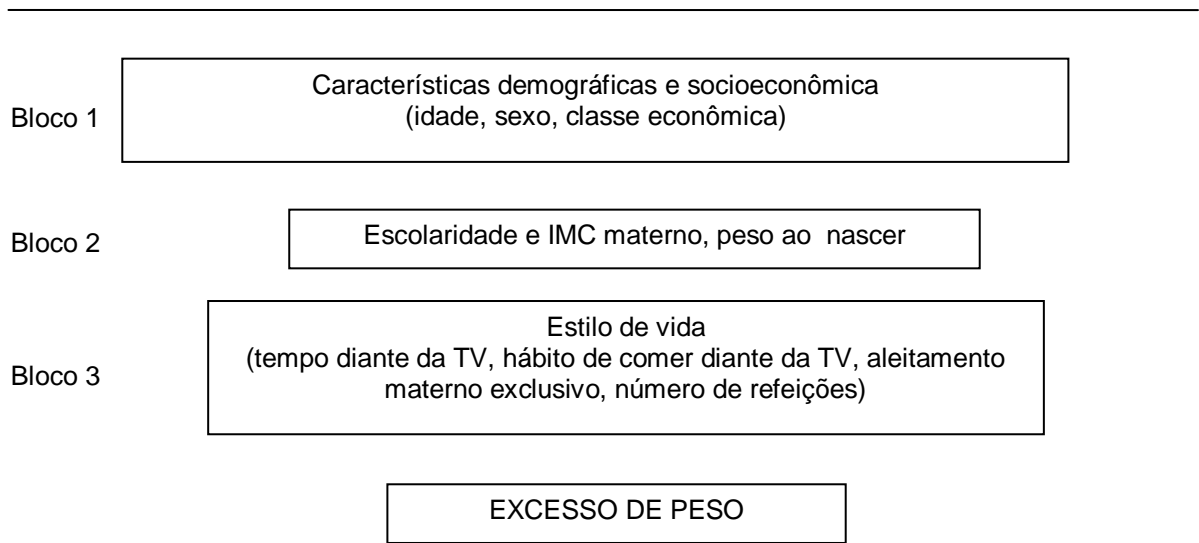 Bloco 1
Características demográficas e socioeconômica
(idade, sexo, classe econômica)
Bloco 2
Escolaridade e IMC materno, peso ao nascer
Bloco 3
Estilo de vida
(tempo diante da TV, hábito de comer diante da TV, aleitamento
materno exclusivo, número de refeições)
EXCESSO DE PESO